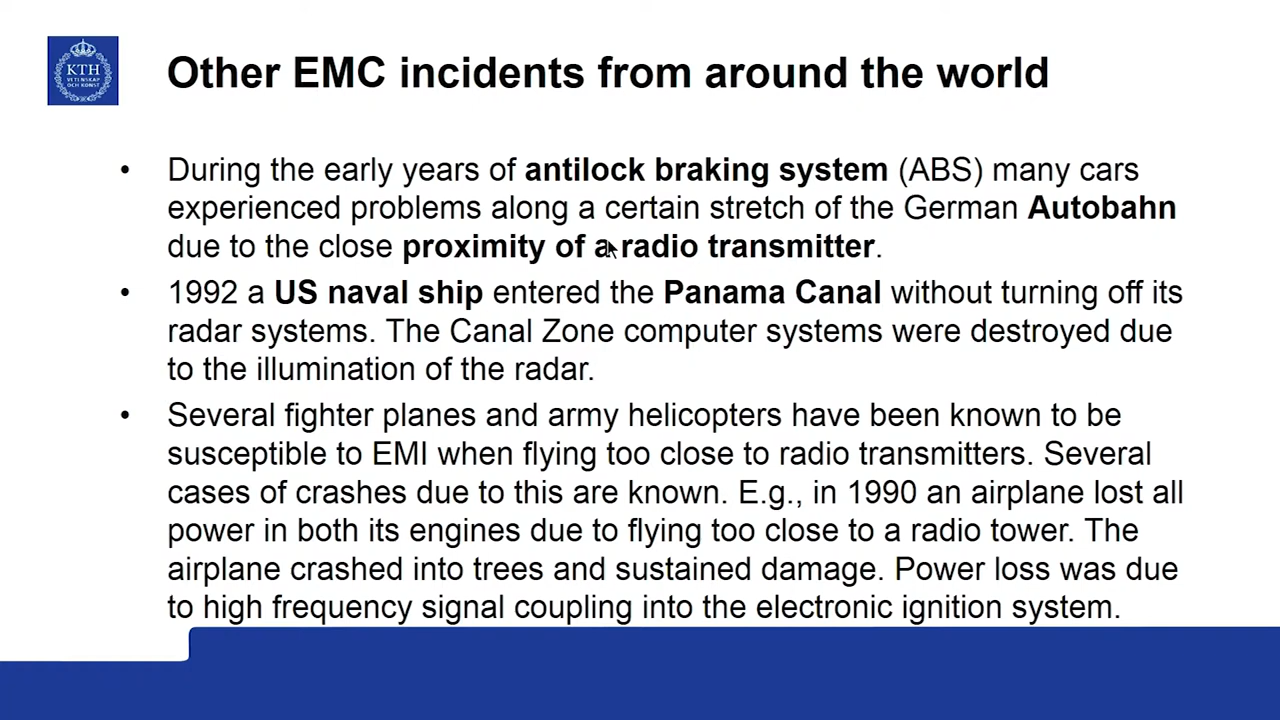 KTH
VETENSKAP
OCH KONST
Other EMC incidents from around the world
• During the early years of antilock braking system (ABS) many cars
experienced problems along a certain stretch of the German Autobahn
due to the close proximity of a radio transmitter.
• 1992 a US naval ship entered the Panama Canal without turning off its
radar systems. The Canal Zone computer systems were destroyed due
to the illumination of the radar.
• Several fighter planes and army helicopters have been known to be
susceptible to EMI when flying too close to radio transmitters. Several
cases of crashes due to this are known. E.g., in 1990 an airplane lost all
power in both its engines due to flying too close to a radio tower. The
airplane crashed into trees and sustained damage. Power loss was due
to high frequency signal coupling into the electronic ignition system.